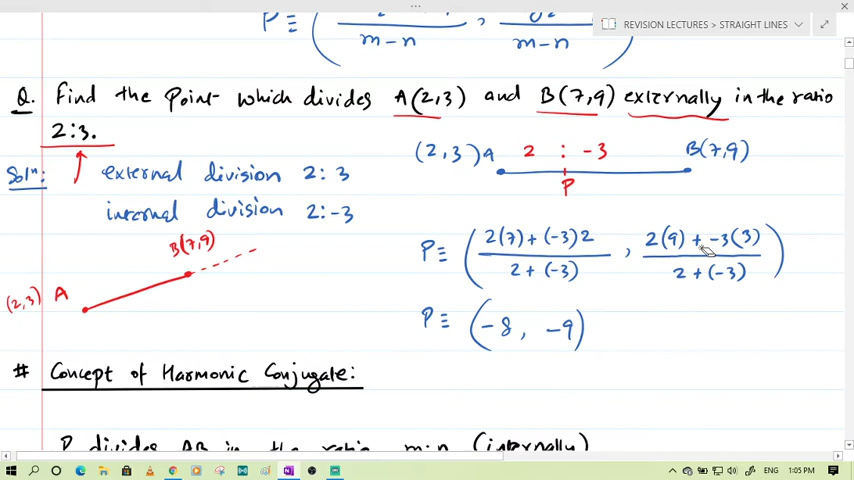 REVISION LECTURES > STRAIGHT LINES
P ≡ ( m-n , m-n )
Q. Find the point which divides A(2,3) and B(7,9) externally in the ratio
2:3.
Solⁿ: external division 2:3
internal division 2:-3
(2,3) A 2 : -3 B(7,9)
P
B(7,9)
(2,3) A
P ≡ ( 2(7)+(-3)2 / 2+(-3) , 2(9)+-3(3) / 2+(-3) )
P ≡ (-8, -9)
# Concept of Harmonic Conjugate:
P divides AB in the ratio m:n (internally)
ENG 1:05 PM